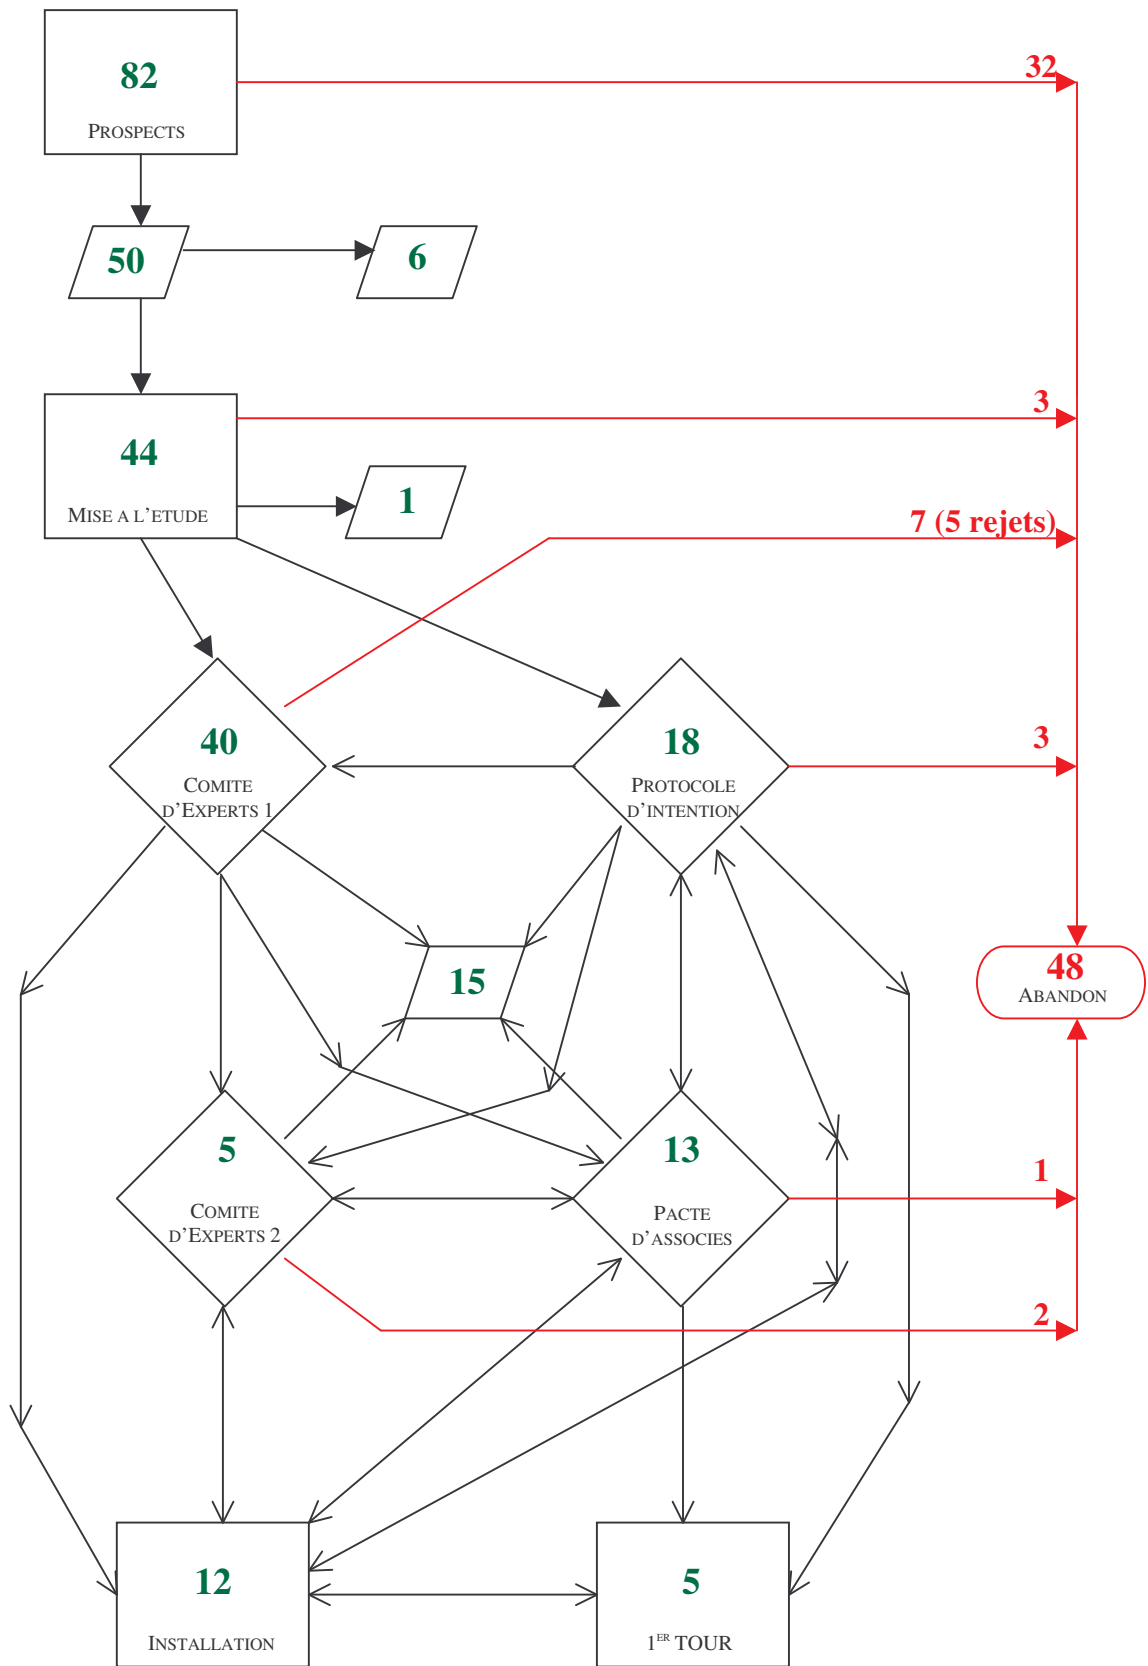 82
32
PROSPECTS
50
6
44
3
MISE A L'ETUDE
1
7 (5 rejets)
40
COMITE
D'EXPERTS 1
18
PROTOCOLE
D'INTENTION
3
15
48
ABANDON
5
COMITE
D'EXPERTS 2
13
PACTE
D'ASSOCIES
1
2
12
INSTALLATION
5
1ER TOUR